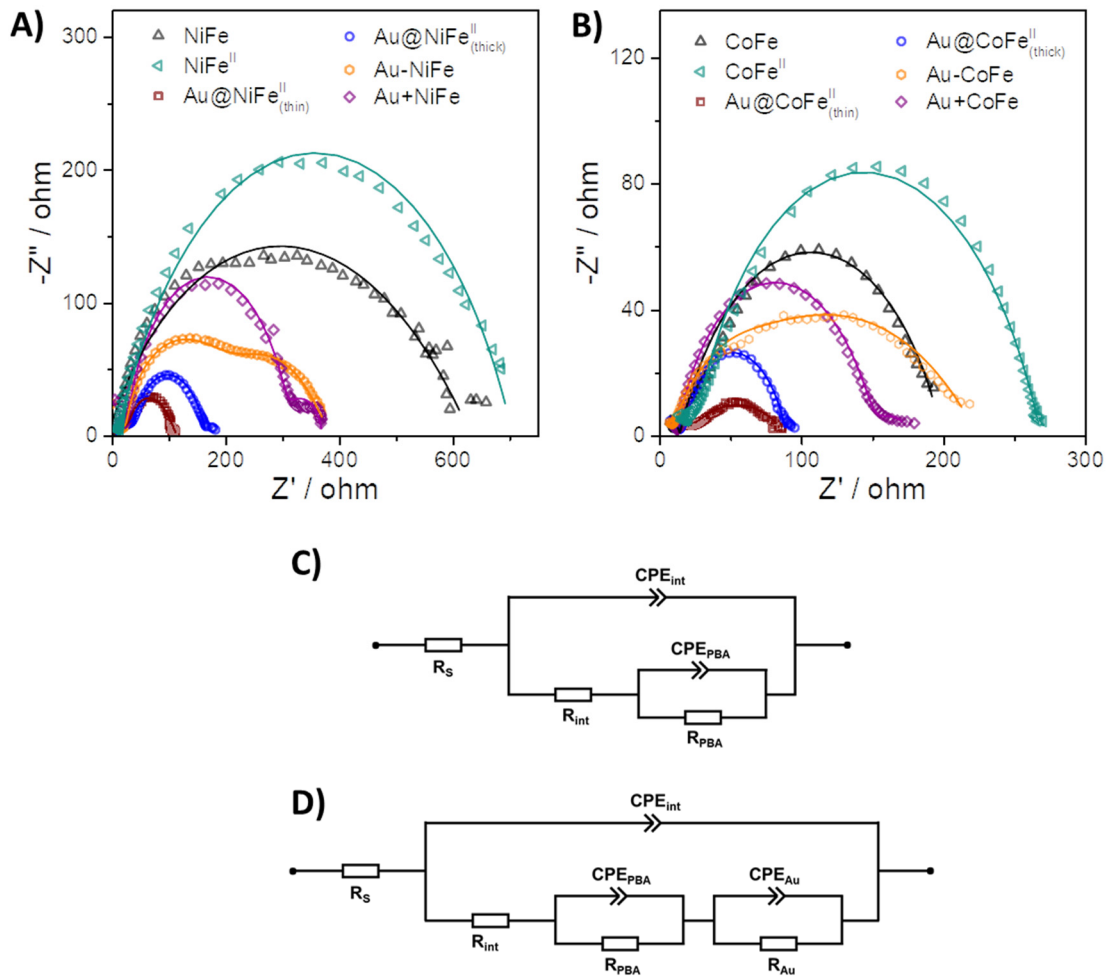 A)
NiFe
NiFeᴵᴵ
Au@NiFeᴵᴵ(thin)
Au@NiFeᴵᴵ(thick)
Au-NiFe
Au+NiFe
300
200
100
0
-Z" / ohm
0 200 400 600
Z' / ohm
B)
CoFe
CoFeᴵᴵ
Au@CoFeᴵᴵ(thin)
Au@CoFeᴵᴵ(thick)
Au-CoFe
Au+CoFe
120
80
40
0
-Z" / ohm
0 100 200 300
Z' / ohm
C)
CPEint
RS
CPEPBA
Rint
RPBA
D)
CPEint
RS
CPEPBA CPEAu
Rint
RPBA RAu